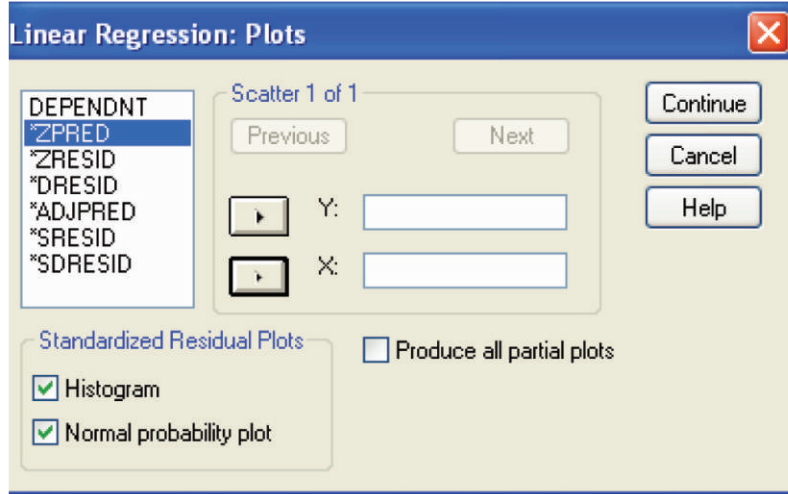 Linear Regression: Plots
DEPENDNT
*ZPRED
*ZRESID
*DRESID
*ADJPRED
*SRESID
*SDRESID
Scatter 1 of 1
Previous
Next
Y:
X:
Continue
Cancel
Help
Standardized Residual Plots
Histogram
Normal probability plot
Produce all partial plots